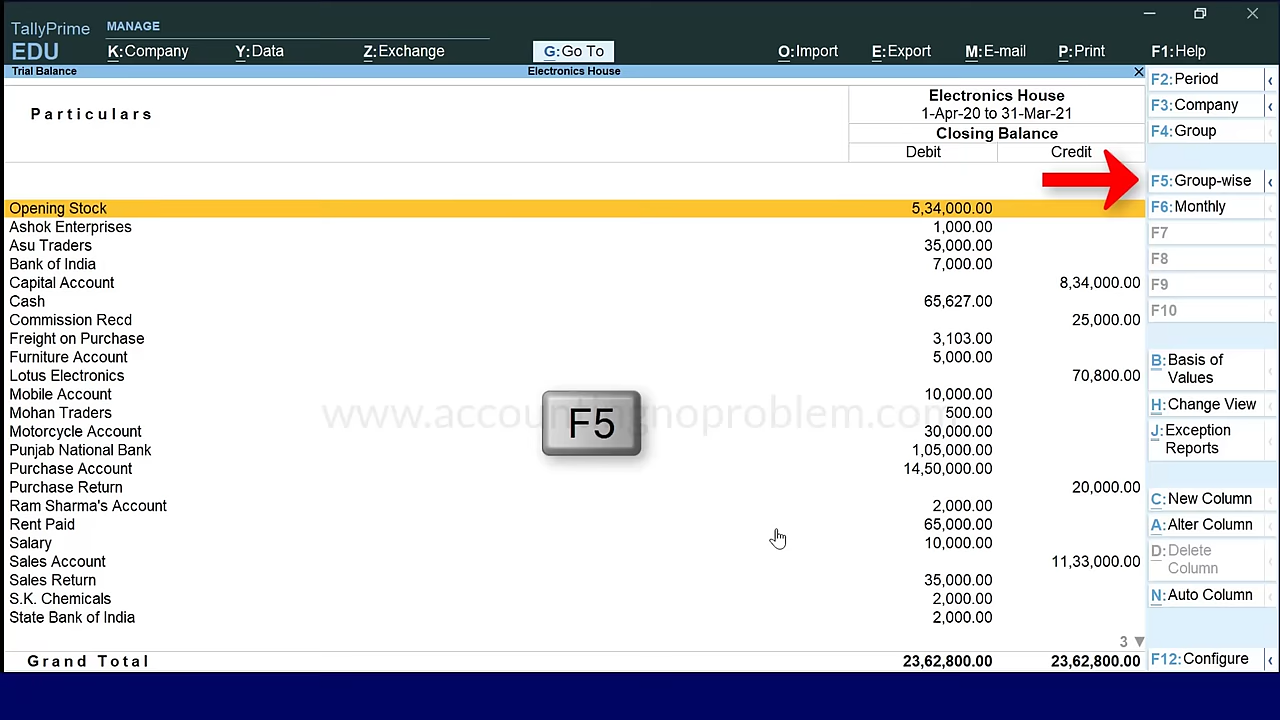 TallyPrime
MANAGE
EDU
K:Company
Y:Data
Z:Exchange
G:Go To
O:Import
E:Export
M:E-mail
P:Print
F1:Help
Trial Balance
Electronics House
Particulars
Electronics House
1-Apr-20 to 31-Mar-21
Closing Balance
Debit Credit
Opening Stock 5,34,000.00
Ashok Enterprises 1,000.00
Asu Traders 35,000.00
Bank of India 7,000.00
Capital Account 8,34,000.00
Cash 65,627.00
Commission Recd 25,000.00
Freight on Purchase 3,103.00
Furniture Account 5,000.00
Lotus Electronics 70,800.00
Mobile Account 10,000.00
Mohan Traders 500.00
Motorcycle Account 30,000.00
Punjab National Bank 1,05,000.00
Purchase Account 14,50,000.00
Purchase Return 20,000.00
Ram Sharma's Account 2,000.00
Rent Paid 65,000.00
Salary 10,000.00
Sales Account 11,33,000.00
Sales Return 35,000.00
S.K. Chemicals 2,000.00
State Bank of India 2,000.00
3
Grand Total 23,62,800.00 23,62,800.00
www.accountingnoproblem.com
F5
F2:Period
F3:Company
F4:Group
F5:Group-wise
F6:Monthly
F7
F8
F9
F10
B:Basis of
Values
H:Change View
J:Exception
Reports
C:New Column
A:Alter Column
D:Delete
Column
N:Auto Column
F12:Configure